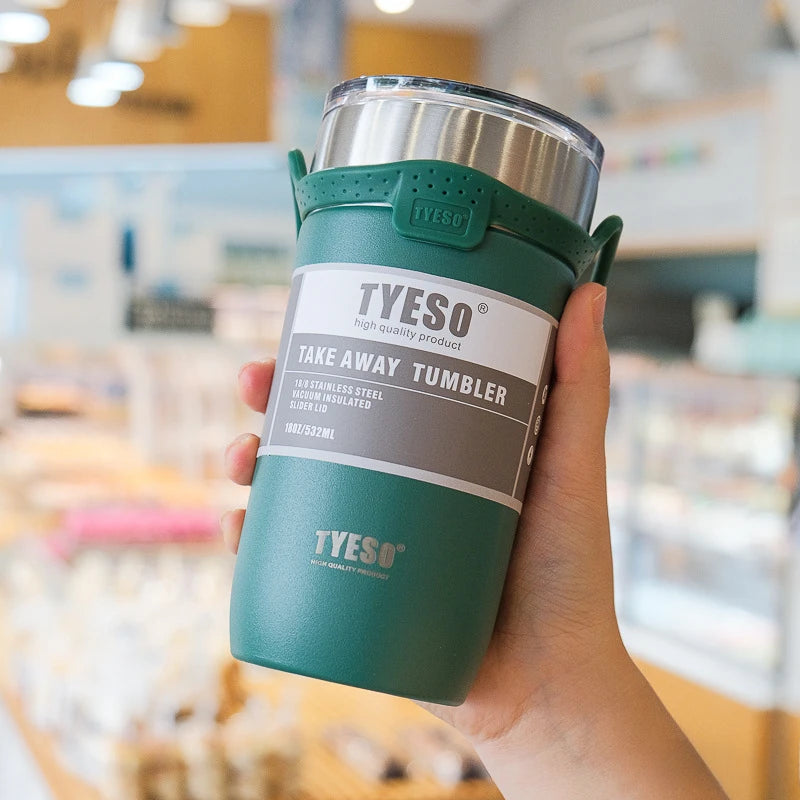 TYESO®
TYESO®
high quality product
TAKE AWAY TUMBLER
18/8 STAINLESS STEEL
VACUUM INSULATED
SLIDER LID
18OZ/532ML
TYESO®
HIGH QUALITY PRODUCT